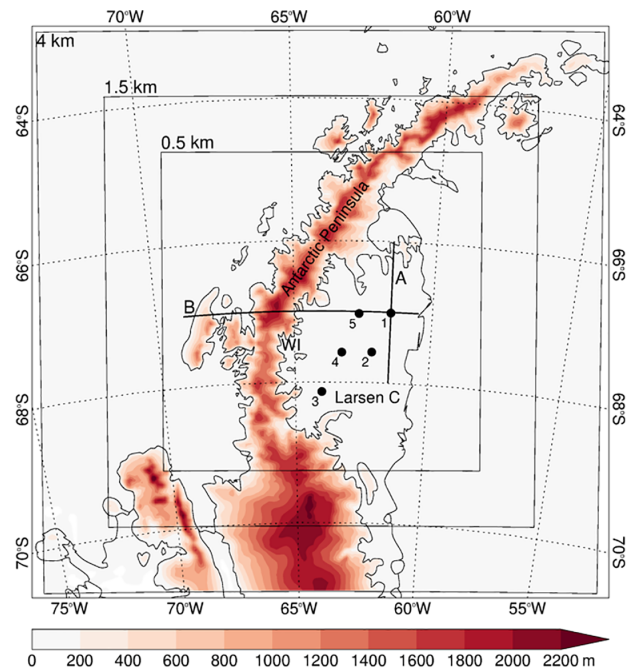 70°W 65°W 60°W
4 km
1.5 km
64°S 64°S
0.5 km
Antarctic Peninsula
66°S 66°S
A
B
5 1
WI
4 2
3 Larsen C
68°S 68°S
70°S 70°S
75°W 70°W 65°W 60°W 55°W
0 200 400 600 800 1000 1200 1400 1600 1800 2000 2200 m